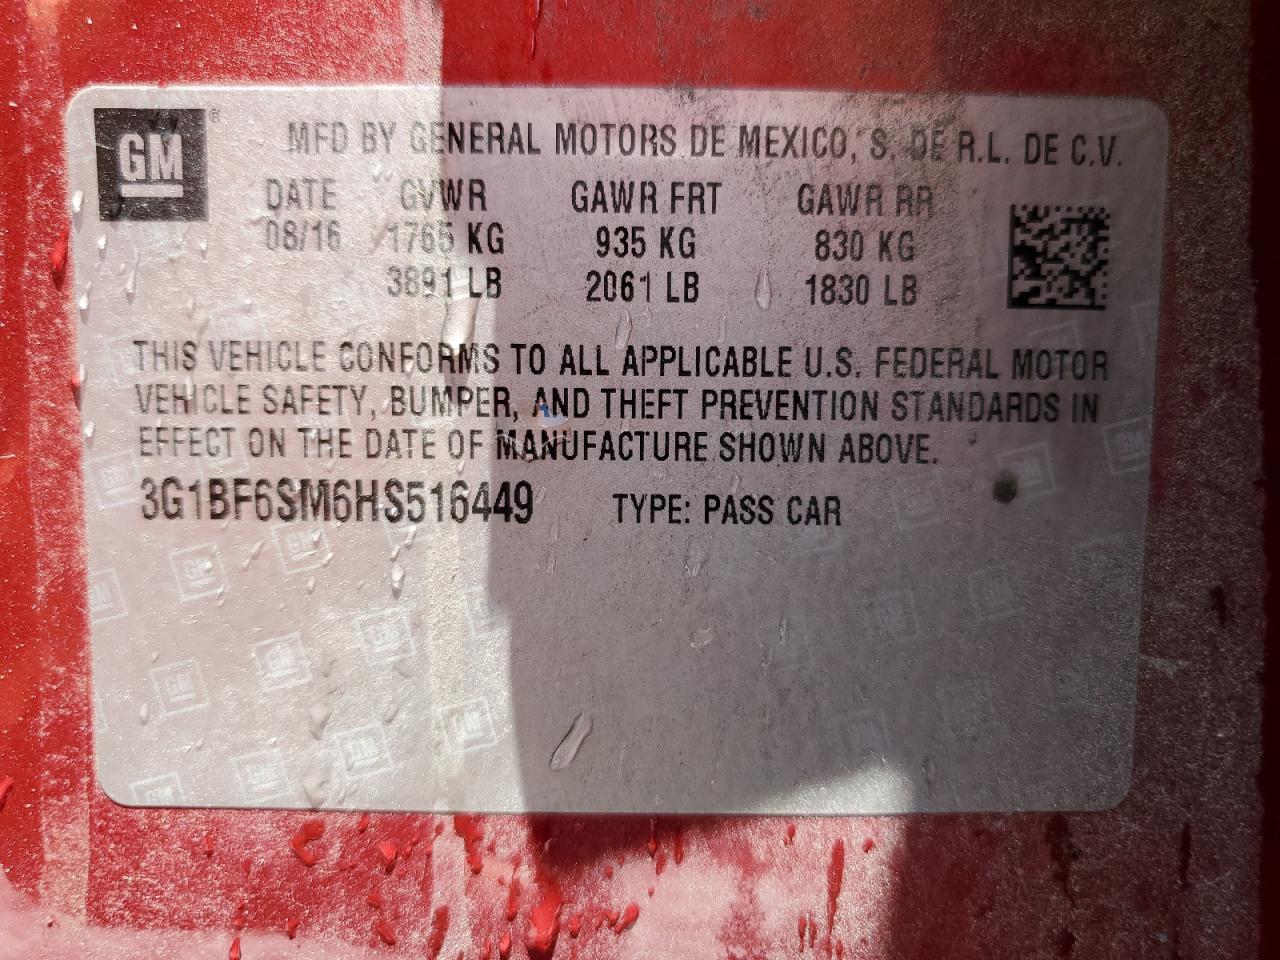 GM ®
MFD BY GENERAL MOTORS DE MEXICO, S. DE R.L. DE C.V.
DATE GVWR GAWR FRT GAWR RR
08/16 1765 KG 935 KG 830 KG
3891 LB 2061 LB 1830 LB
THIS VEHICLE CONFORMS TO ALL APPLICABLE U.S. FEDERAL MOTOR
VEHICLE SAFETY, BUMPER, AND THEFT PREVENTION STANDARDS IN
EFFECT ON THE DATE OF MANUFACTURE SHOWN ABOVE.
3G1BF6SM6HS516449 TYPE: PASS CAR